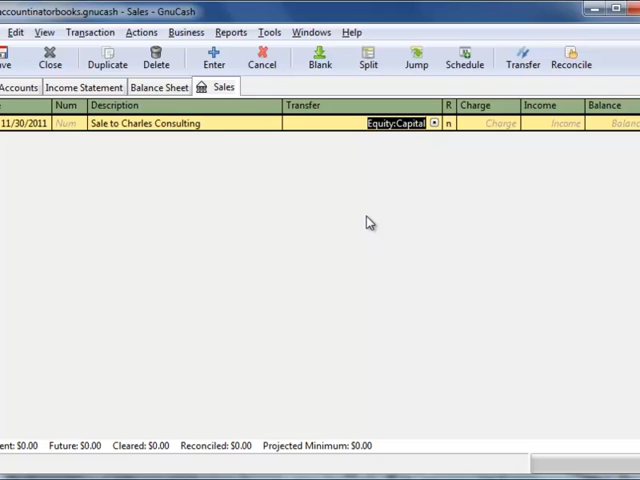 accountinatorbooks.gnucash - Sales - GnuCash
Edit View Transaction Actions Business Reports Tools Windows Help
ve Close Duplicate Delete Enter Cancel Blank Split Jump Schedule Transfer Reconcile
Accounts Income Statement Balance Sheet Sales
e Num Description Transfer R Charge Income Balance
11/30/2011 Num Sale to Charles Consulting Equity:Capital n Charge Income Balanc
ent: $0.00 Future: $0.00 Cleared: $0.00 Reconciled: $0.00 Projected Minimum: $0.00